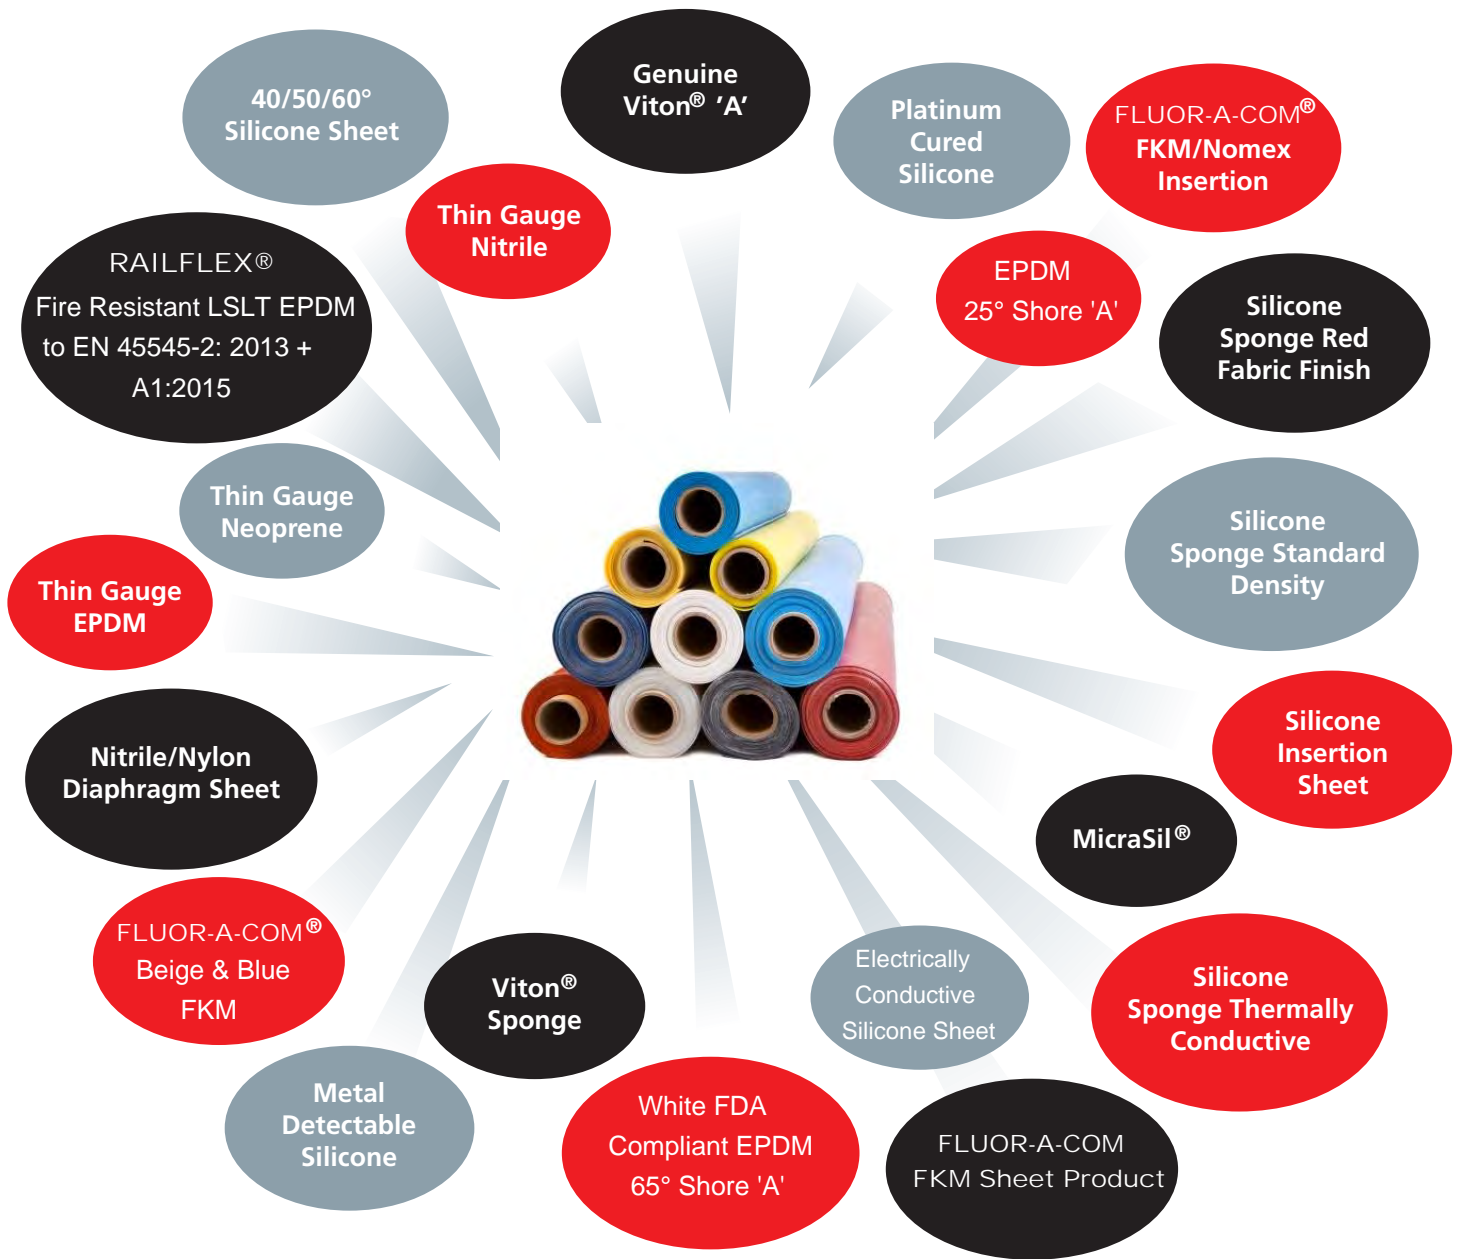 40/50/60°
Silicone Sheet
Genuine
Viton® 'A'
Platinum
Cured
Silicone
FLUOR-A-COM®
FKM/Nomex
Insertion
Thin Gauge
Nitrile
RAILFLEX®
Fire Resistant LSLT EPDM
to EN 45545-2: 2013 +
A1:2015
EPDM
25° Shore 'A'
Silicone
Sponge Red
Fabric Finish
Thin Gauge
Neoprene
Silicone
Sponge Standard
Density
Thin Gauge
EPDM
Silicone
Insertion
Sheet
Nitrile/Nylon
Diaphragm Sheet
MicraSil®
FLUOR-A-COM®
Beige & Blue
FKM
Viton®
Sponge
Electrically
Conductive
Silicone Sheet
Silicone
Sponge Thermally
Conductive
Metal
Detectable
Silicone
White FDA
Compliant EPDM
65° Shore 'A'
FLUOR-A-COM
FKM Sheet Product